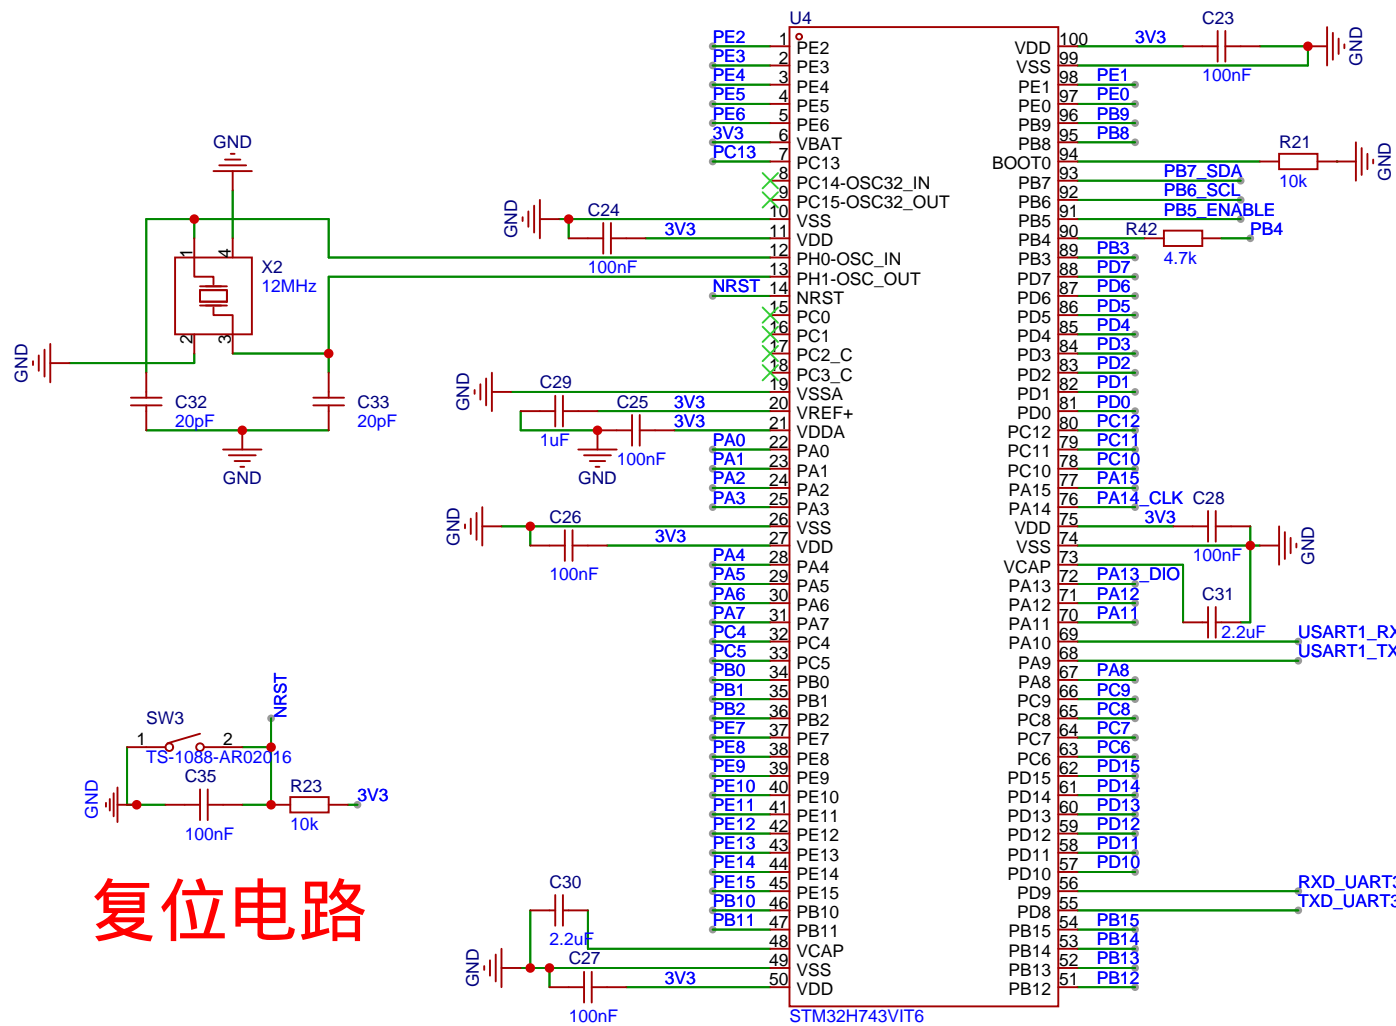 U4
STM32H743VIT6
PE2 1 PE2
PE3 2 PE3
PE4 3 PE4
PE5 4 PE5
PE6 5 PE6
3V3 6 VBAT
PC13 7 PC13
8 PC14-OSC32_IN
9 PC15-OSC32_OUT
10 VSS
3V3 11 VDD
12 PH0-OSC_IN
13 PH1-OSC_OUT
NRST 14 NRST
15 PC0
16 PC1
17 PC2_C
18 PC3_C
19 VSSA
3V3 20 VREF+
3V3 21 VDDA
PA0 22 PA0
PA1 23 PA1
PA2 24 PA2
PA3 25 PA3
26 VSS
3V3 27 VDD
PA4 28 PA4
PA5 29 PA5
PA6 30 PA6
PA7 31 PA7
PC4 32 PC4
PC5 33 PC5
PB0 34 PB0
PB1 35 PB1
PB2 36 PB2
PE7 37 PE7
PE8 38 PE8
PE9 39 PE9
PE10 40 PE10
PE11 41 PE11
PE12 42 PE12
PE13 43 PE13
PE14 44 PE14
PE15 45 PE15
PB10 46 PB10
PB11 47 PB11
48 VCAP
49 VSS
3V3 50 VDD
VDD 100 3V3
VSS 99
PE1 98 PE1
PE0 97 PE0
PB9 96 PB9
PB8 95 PB8
BOOT0 94
PB7 93 PB7_SDA
PB6 92 PB6_SCL
PB5 91 PB5_ENABLE
PB4 90 PB4
PB3 89 PB3
PD7 88 PD7
PD6 87 PD6
PD5 86 PD5
PD4 85 PD4
PD3 84 PD3
PD2 83 PD2
PD1 82 PD1
PD0 81 PD0
PC12 80 PC12
PC11 79 PC11
PC10 78 PC10
PA15 77 PA15
PA14 76 PA14_CLK
VDD 75 3V3
VSS 74
VCAP 73
PA13 72 PA13_DIO
PA12 71 PA12
PA11 70 PA11
PA10 69 USART1_RX
PA9 68 USART1_TX
PA8 67 PA8
PC9 66 PC9
PC8 65 PC8
PC7 64 PC7
PC6 63 PC6
PD15 62 PD15
PD14 61 PD14
PD13 60 PD13
PD12 59 PD12
PD11 58 PD11
PD10 57 PD10
PD9 56 RXD_UART3
PD8 55 TXD_UART3
PB15 54 PB15
PB14 53 PB14
PB13 52 PB13
PB12 51 PB12
C23
100nF
GND
R21
10k
GND
R42
4.7k
C28
100nF
GND
C31
2.2uF
GND
C24
100nF
GND
C29
1uF
C25
100nF
GND
GND
C26
100nF
GND
C30
2.2uF
GND
C27
100nF
GND
1
4
2
3
X2
12MHz
GND
C32
20pF
C33
20pF
GND
NRST
SW3
1
2
TS-1088-AR02016
C35
100nF
GND
R23
10k
3V3
复位电路